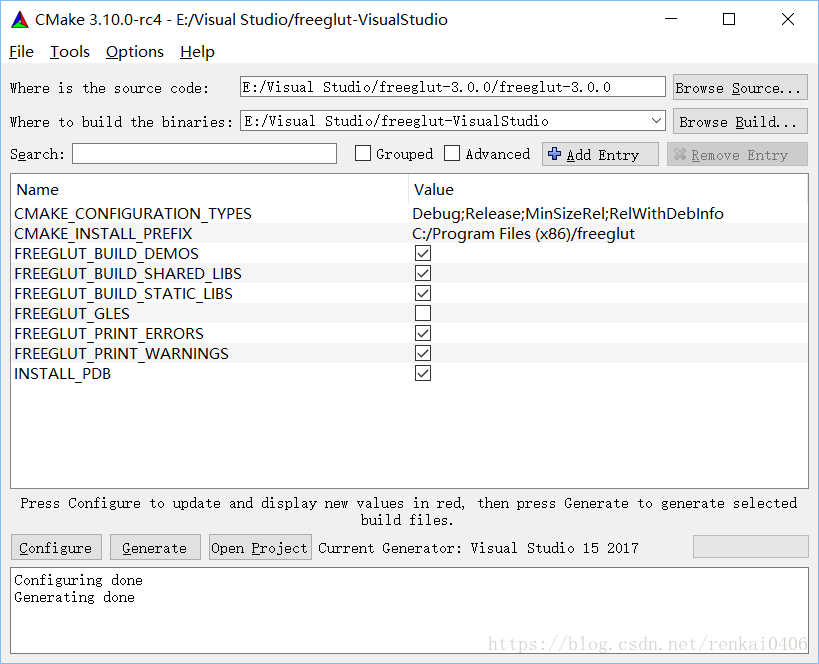 CMake 3.10.0-rc4 - E:/Visual Studio/freeglut-VisualStudio
File Tools Options Help
Where is the source code: E:/Visual Studio/freeglut-3.0.0/freeglut-3.0.0 Browse Source...
Where to build the binaries: E:/Visual Studio/freeglut-VisualStudio Browse Build...
Search: Grouped Advanced Add Entry Remove Entry
Name Value
CMAKE_CONFIGURATION_TYPES Debug;Release;MinSizeRel;RelWithDebInfo
CMAKE_INSTALL_PREFIX C:/Program Files (x86)/freeglut
FREEGLUT_BUILD_DEMOS
FREEGLUT_BUILD_SHARED_LIBS
FREEGLUT_BUILD_STATIC_LIBS
FREEGLUT_GLES
FREEGLUT_PRINT_ERRORS
FREEGLUT_PRINT_WARNINGS
INSTALL_PDB
Press Configure to update and display new values in red, then press Generate to generate selected
build files.
Configure Generate Open Project Current Generator: Visual Studio 15 2017
Configuring done
Generating done
https://blog.csdn.net/renkai0406